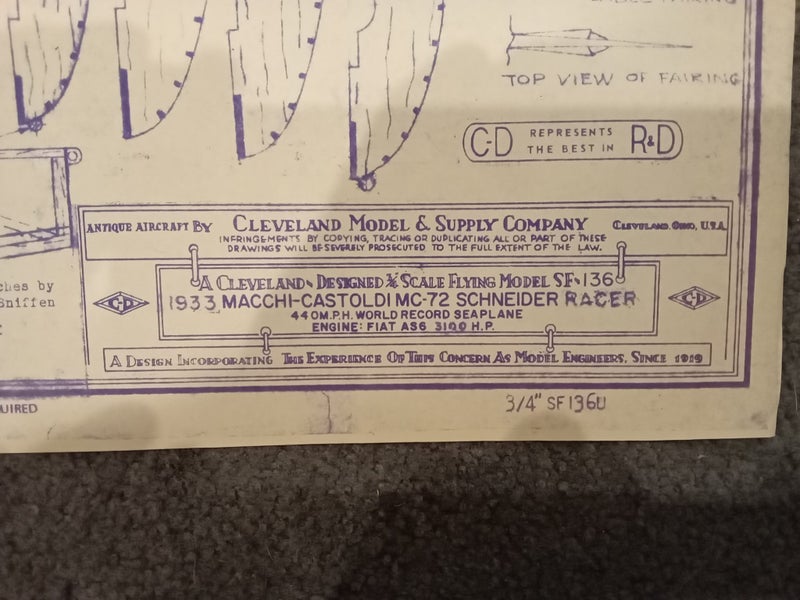 TOP VIEW OF FAIRING
C-D REPRESENTS THE BEST IN R&D
ANTIQUE AIRCRAFT BY CLEVELAND MODEL & SUPPLY COMPANY CLEVELAND, OHIO, U.S.A.
INFRINGEMENTS BY COPYING, TRACING OR DUPLICATING ALL OR PART OF THESE
DRAWINGS WILL BE SEVERELY PROSECUTED TO THE FULL EXTENT OF THE LAW.
ches by
Sniffen
A CLEVELAND-DESIGNED ¾ SCALE FLYING MODEL SF-136
C-D
1933 MACCHI-CASTOLDI MC-72 SCHNEIDER RACER
C-D
440 M.P.H. WORLD RECORD SEAPLANE
ENGINE: FIAT AS6 3100 H.P.
A DESIGN INCORPORATING THE EXPERIENCE OF THIS CONCERN AS MODEL ENGINEERS, SINCE 1919
UIRED
3/4" SF136U